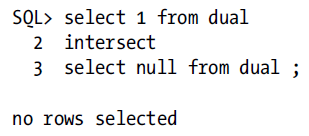 SQL> select 1 from dual
2 intersect
3 select null from dual ;
no rows selected